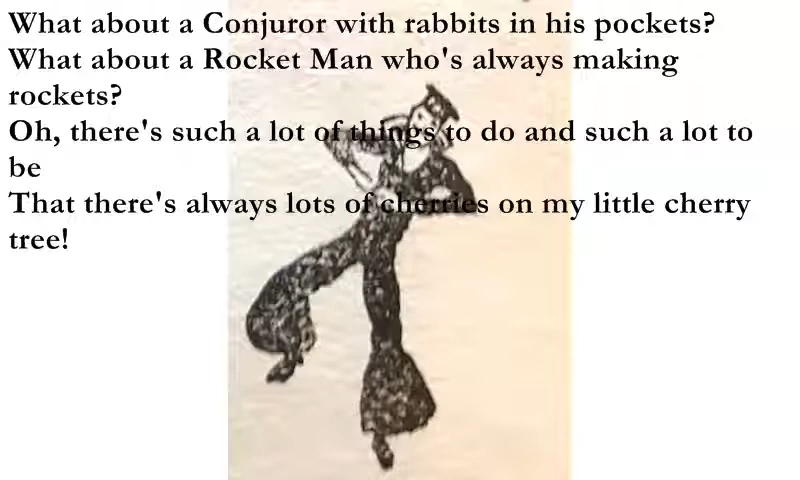 What about a Conjuror with rabbits in his pockets?
What about a Rocket Man who's always making
rockets?
Oh, there's such a lot of things to do and such a lot to
be
That there's always lots of cherries on my little cherry
tree!